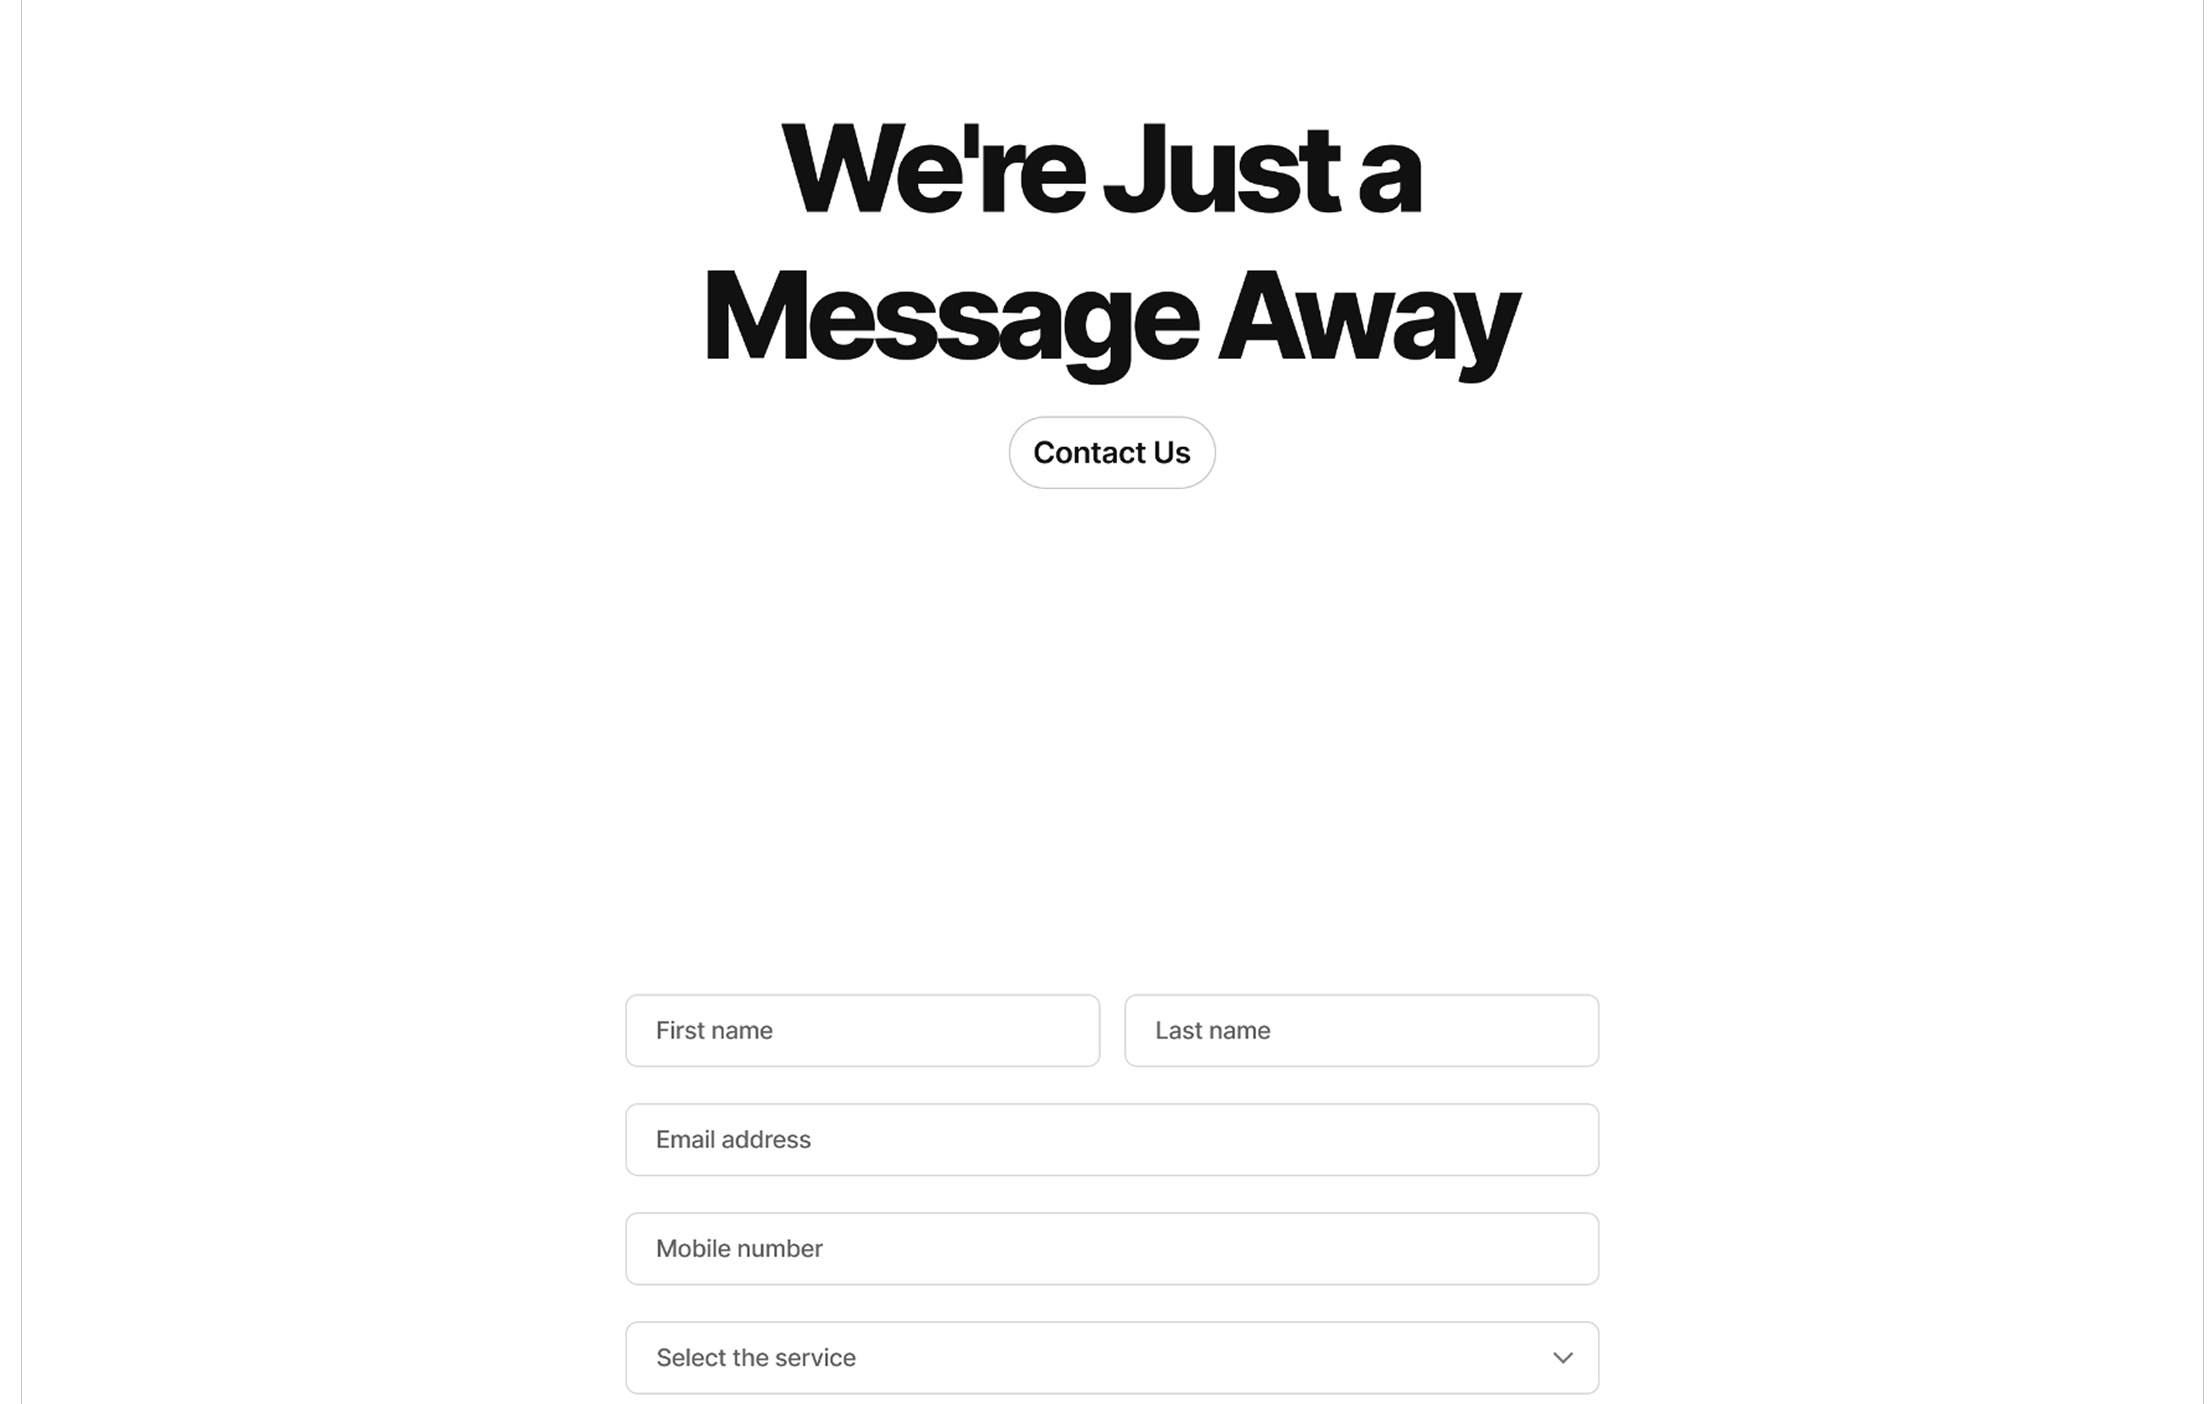 We're Just a
Message Away
Contact Us
First name
Last name
Email address
Mobile number
Select the service